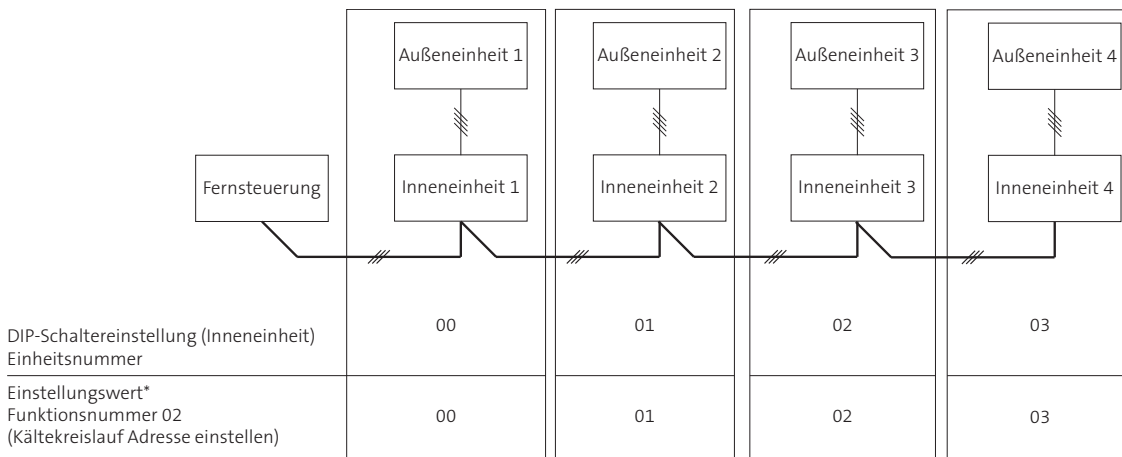 Außeneinheit 1
Außeneinheit 2
Außeneinheit 3
Außeneinheit 4
Fernsteuerung
Inneneinheit 1
Inneneinheit 2
Inneneinheit 3
Inneneinheit 4
DIP-Schaltereinstellung (Inneneinheit)
Einheitsnummer
00
01
02
03
Einstellungswert*
Funktionsnummer 02
(Kältekreislauf Adresse einstellen)
00
01
02
03